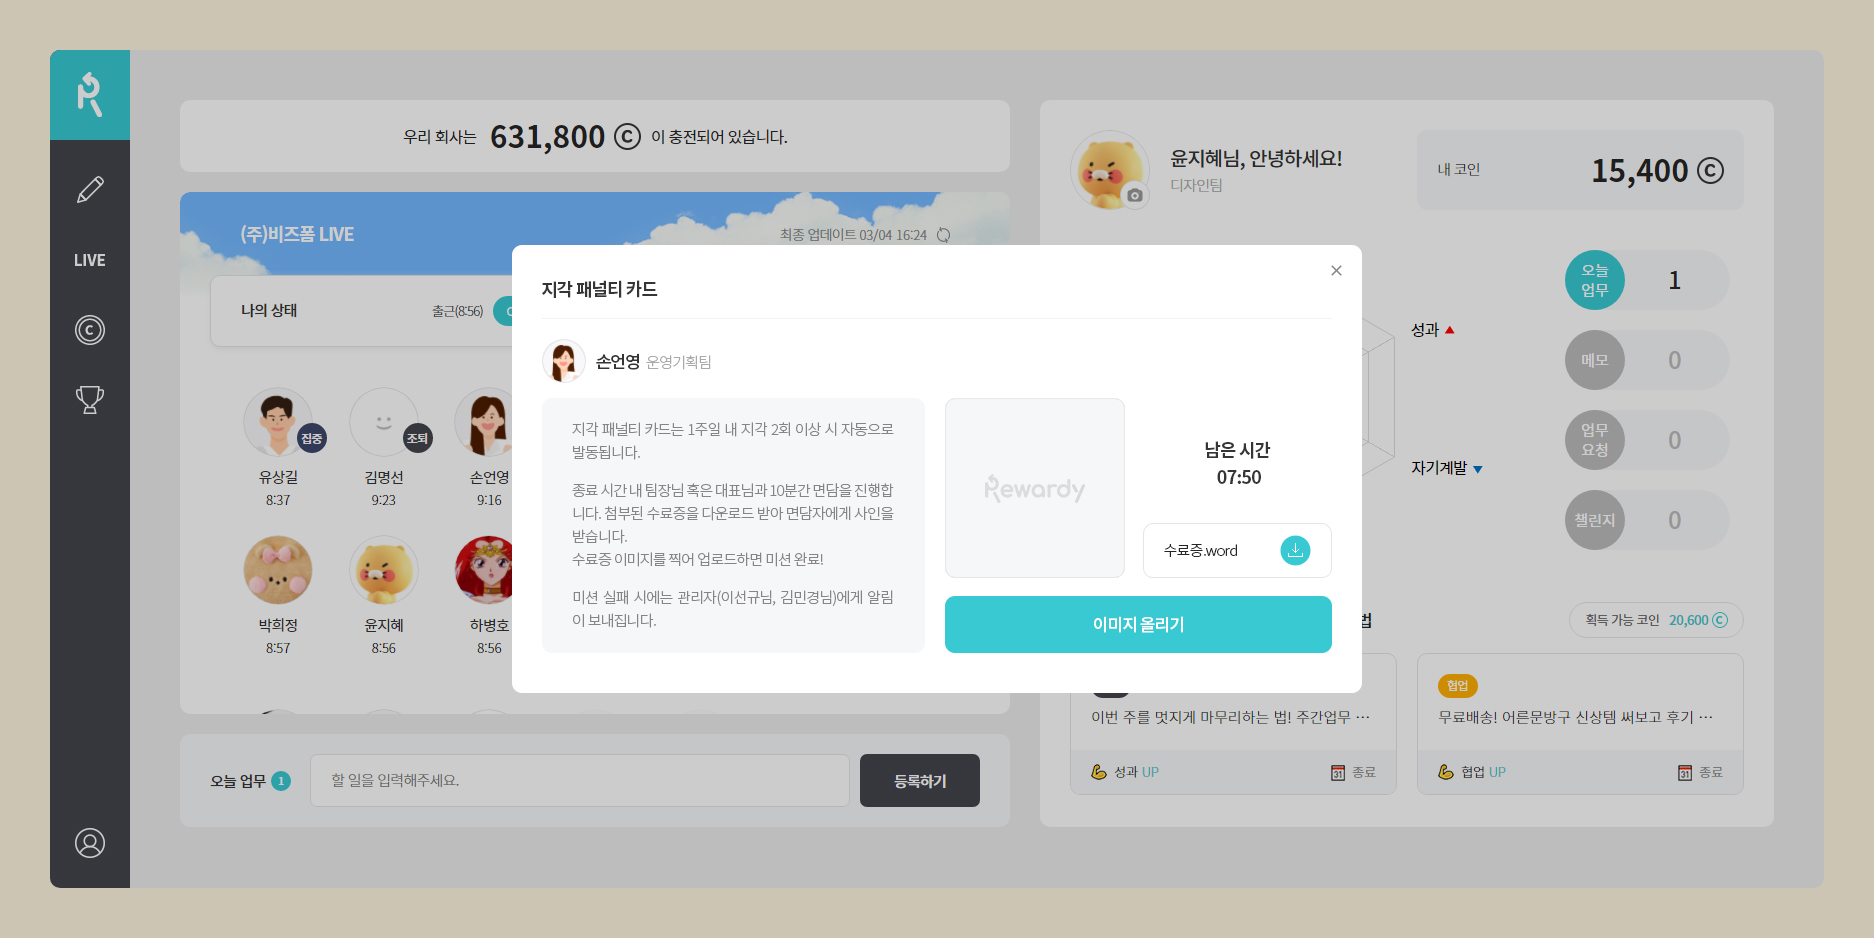 우리 회사는 631,800 C 이 충전되어 있습니다.
(주)비즈폼 LIVE
최종 업데이트 03/04 16:24
LIVE
C
나의 상태
출근(8:56)
집중
조퇴
유상길
8:37
김명선
9:23
손언영
9:16
박희정
8:57
윤지혜
8:56
하병호
8:56
오늘 업무 1
할 일을 입력해주세요.
등록하기
윤지혜님, 안녕하세요!
디자인팀
내 코인
15,400 C
성과
자기계발
오늘
업무
1
메모
0
업무
요청
0
챌린지
0
법
획득 가능 코인 20,600 C
이번 주를 멋지게 마무리하는 법! 주간업무 ···
성과 UP
31 종료
협업
무료배송! 어른문방구 신상템 써보고 후기 ···
협업 UP
31 종료
지각 패널티 카드
손언영 운영기획팀
지각 패널티 카드는 1주일 내 지각 2회 이상 시 자동으로
발동됩니다.
종료 시간 내 팀장님 혹은 대표님과 10분간 면담을 진행합
니다. 첨부된 수료증을 다운로드 받아 면담자에게 사인을
받습니다.
수료증 이미지를 찍어 업로드하면 미션 완료!
미션 실패 시에는 관리자(이선규님, 김민경님)에게 알림
이 보내집니다.
Rewardy
남은 시간
07:50
수료증.word
이미지 올리기